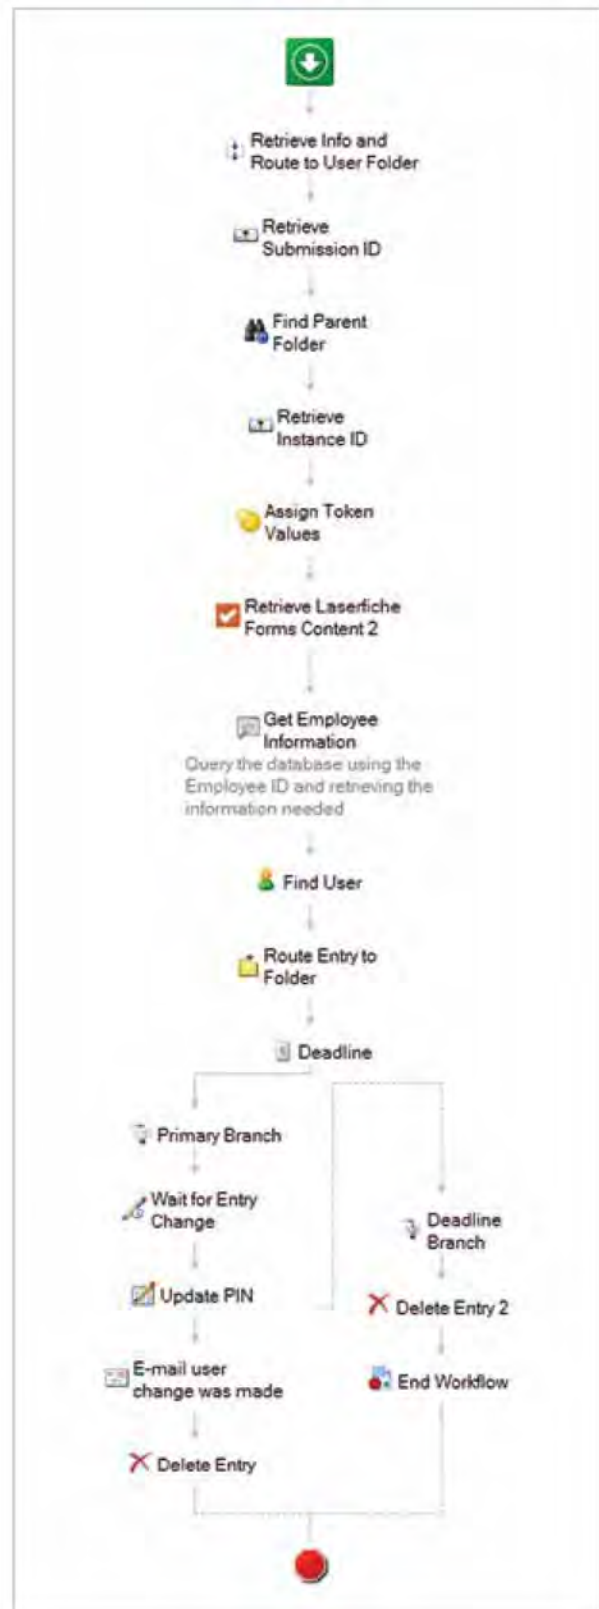 Retrieve Info and
Route to User Folder
Retrieve
Submission ID
Find Parent
Folder
Retrieve
Instance ID
Assign Token
Values
Retrieve Laserfiche
Forms Content 2
Get Employee
Information
Query the database using the
Employee ID and retrieving the
information needed
Find User
Route Entry to
Folder
Deadline
Primary Branch
Wait for Entry
Change
Update PIN
E-mail user
change was made
Delete Entry
Deadline
Branch
Delete Entry 2
End Workflow